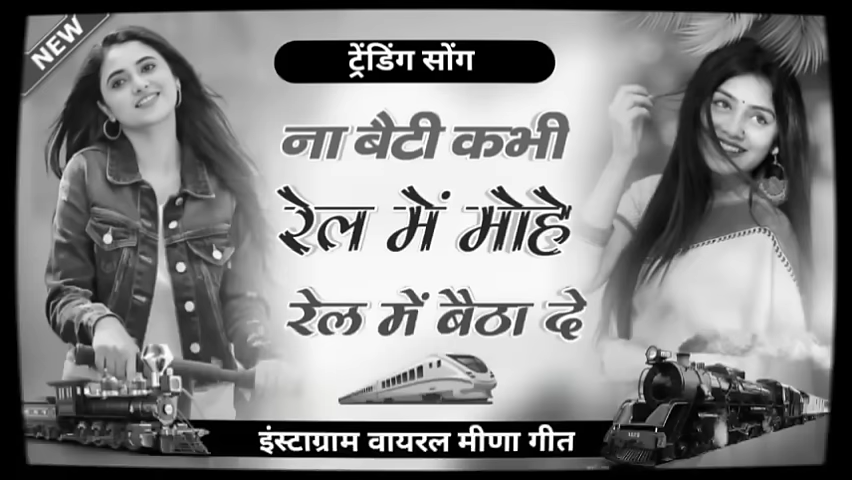 NEW
ट्रेंडिंग सोंग
ना बैटी कभी
रैल में मोहै
रेल में बैठा दे
इंस्टाग्राम वायरल मीणा गीत